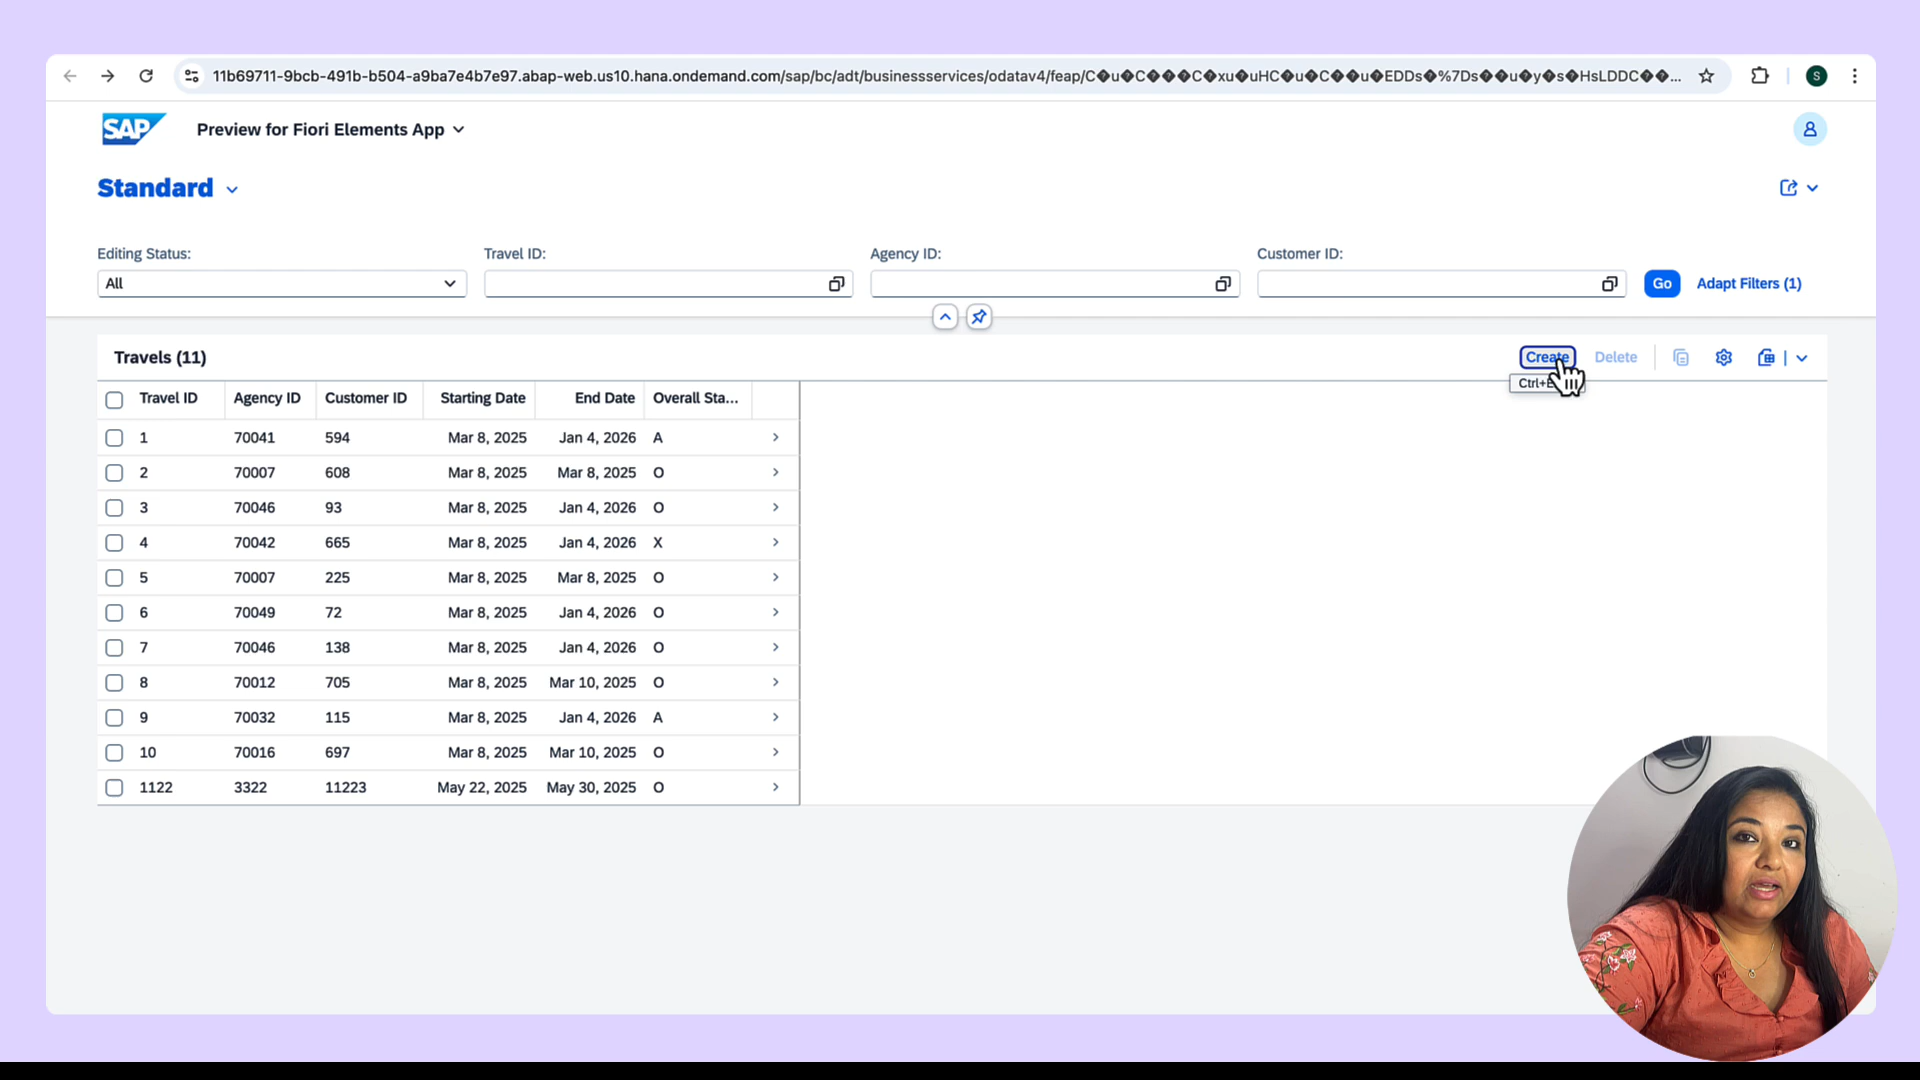 11b69711-9bcb-491b-b504-a9ba7e4b7e97.abap-web.us10.hana.ondemand.com/sap/bc/adt/businessservices/odatav4/feap/C�u�C���C�xu�uHC�u�C��u�EDDs�%7Ds��u�y�s�HsLDDC��...
S
SAP Preview for Fiori Elements App
Standard
Editing Status: Travel ID: Agency ID: Customer ID:
All Go Adapt Filters (1)
Travels (11) Create Delete
Travel ID Agency ID Customer ID Starting Date End Date Overall Sta...
1 70041 594 Mar 8, 2025 Jan 4, 2026 A
2 70007 608 Mar 8, 2025 Mar 8, 2025 O
3 70046 93 Mar 8, 2025 Jan 4, 2026 O
4 70042 665 Mar 8, 2025 Jan 4, 2026 X
5 70007 225 Mar 8, 2025 Mar 8, 2025 O
6 70049 72 Mar 8, 2025 Jan 4, 2026 O
7 70046 138 Mar 8, 2025 Jan 4, 2026 O
8 70012 705 Mar 8, 2025 Mar 10, 2025 O
9 70032 115 Mar 8, 2025 Jan 4, 2026 A
10 70016 697 Mar 8, 2025 Mar 10, 2025 O
1122 3322 11223 May 22, 2025 May 30, 2025 O